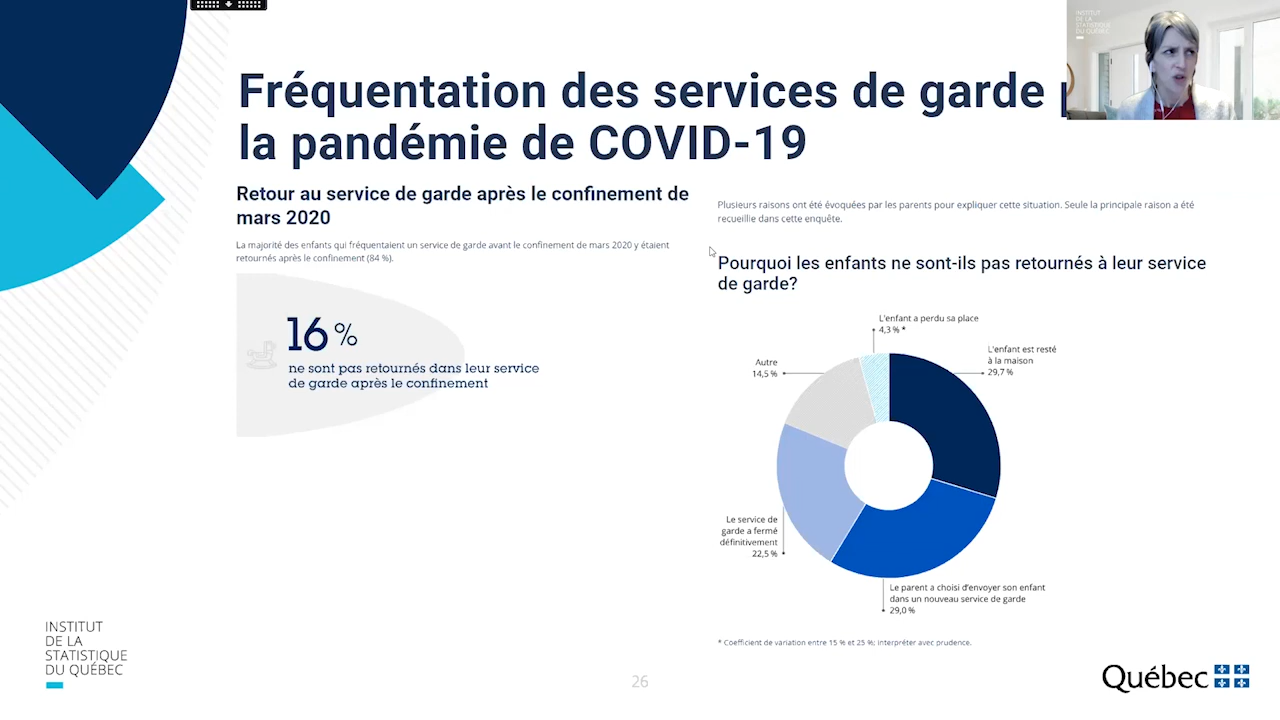 INSTITUT
DE LA
STATISTIQUE
DU QUÉBEC
Fréquentation des services de garde
la pandémie de COVID-19
Retour au service de garde après le confinement de
mars 2020
La majorité des enfants qui fréquentaient un service de garde avant le confinement de mars 2020 y étaient
retournés après le confinement (84 %).
16 %
ne sont pas retournés dans leur service
de garde après le confinement
Plusieurs raisons ont été évoquées par les parents pour expliquer cette situation. Seule la principale raison a été
recueillie dans cette enquête.
Pourquoi les enfants ne sont-ils pas retournés à leur service
de garde?
L'enfant a perdu sa place
4,3 % *
L'enfant est resté
à la maison
29,7 %
Autre
14,5 %
Le service de
garde a fermé
définitivement
22,5 %
Le parent a choisi d'envoyer son enfant
dans un nouveau service de garde
29,0 %
* Coefficient de variation entre 15 % et 25 %; interpréter avec prudence.
INSTITUT
DE LA
STATISTIQUE
DU QUÉBEC
26
Québec